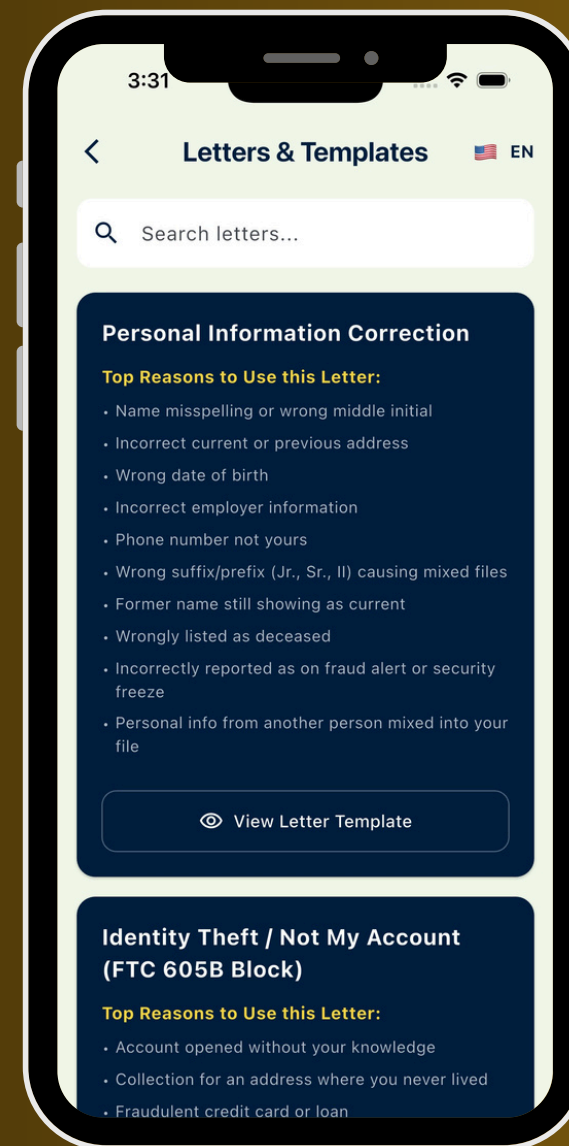 3:31
Letters & Templates 🇺🇸 EN
Search letters...
Personal Information Correction
Top Reasons to Use this Letter:
• Name misspelling or wrong middle initial
• Incorrect current or previous address
• Wrong date of birth
• Incorrect employer information
• Phone number not yours
• Wrong suffix/prefix (Jr., Sr., II) causing mixed files
• Former name still showing as current
• Wrongly listed as deceased
• Incorrectly reported as on fraud alert or security
freeze
• Personal info from another person mixed into your
file
View Letter Template
Identity Theft / Not My Account
(FTC 605B Block)
Top Reasons to Use this Letter:
• Account opened without your knowledge
• Collection for an address where you never lived
• Fraudulent credit card or loan